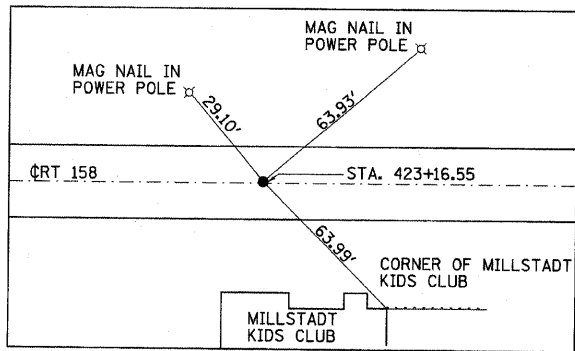 MAG NAIL IN
POWER POLE
MAG NAIL IN
POWER POLE
29.10'
63.93'
℄RT 158
STA. 423+16.55
63.99'
CORNER OF MILLSTADT
KIDS CLUB
MILLSTADT
KIDS CLUB